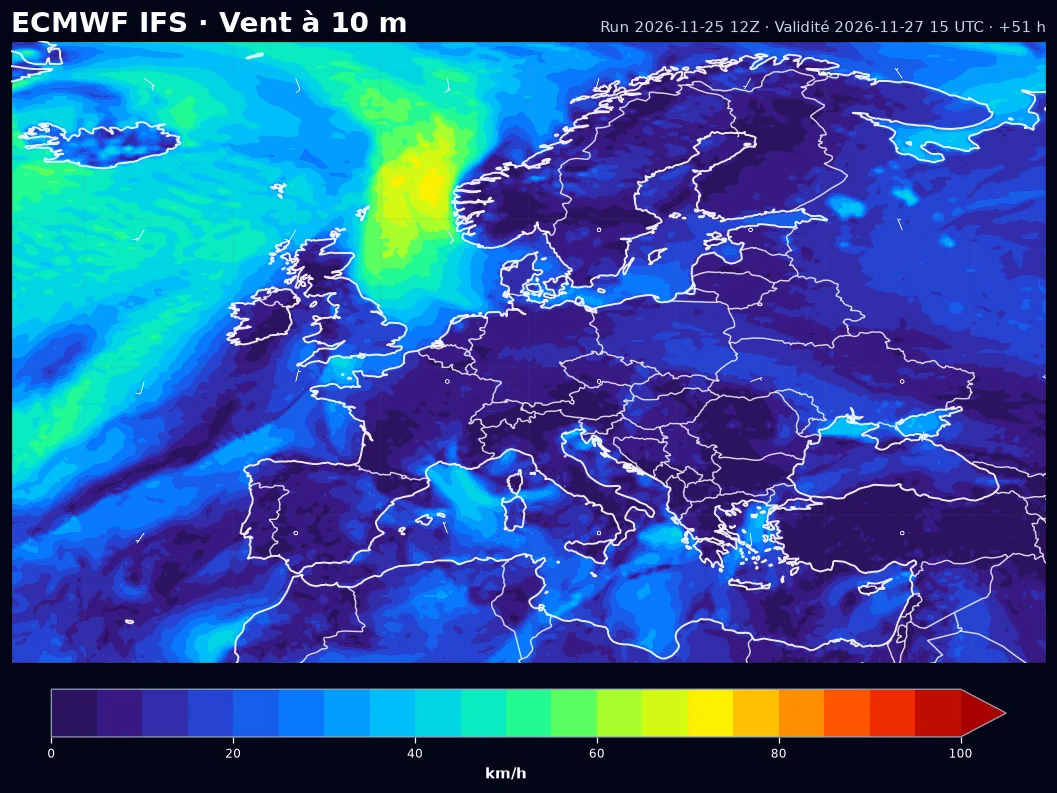 ECMWF IFS · Vent à 10 m
Run 2026-11-25 12Z · Validité 2026-11-27 15 UTC · +51 h
0 20 40 60 80 100
km/h